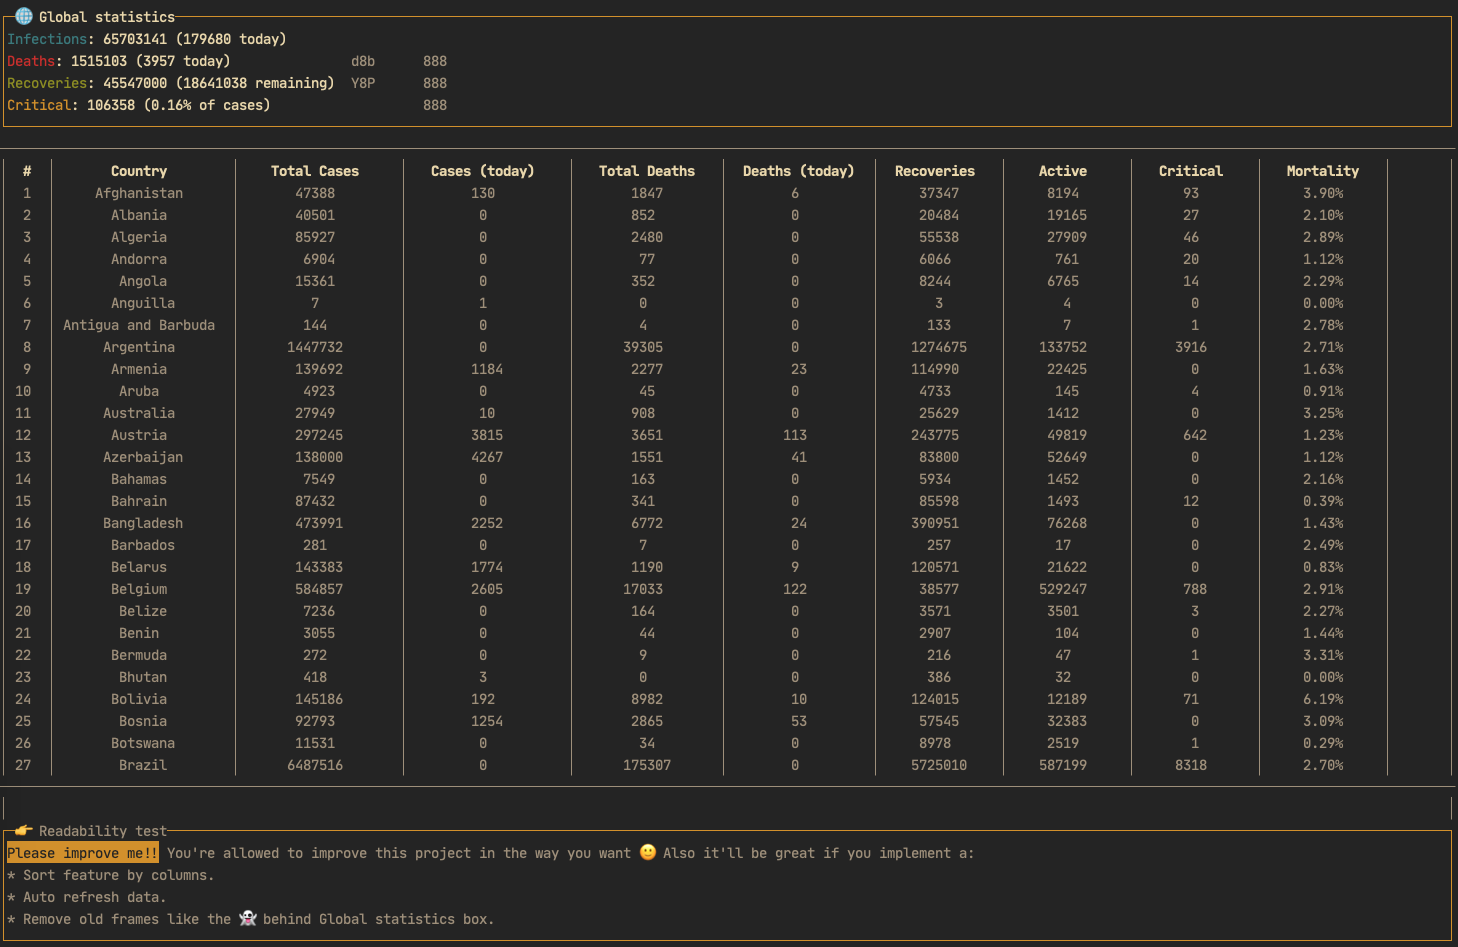 🌐 Global statistics
Infections: 65703141 (179680 today)
Deaths: 1515103 (3957 today) d8b 888
Recoveries: 45547000 (18641038 remaining) Y8P 888
Critical: 106358 (0.16% of cases) 888
# Country Total Cases Cases (today) Total Deaths Deaths (today) Recoveries Active Critical Mortality
1 Afghanistan 47388 130 1847 6 37347 8194 93 3.90%
2 Albania 40501 0 852 0 20484 19165 27 2.10%
3 Algeria 85927 0 2480 0 55538 27909 46 2.89%
4 Andorra 6904 0 77 0 6066 761 20 1.12%
5 Angola 15361 0 352 0 8244 6765 14 2.29%
6 Anguilla 7 1 0 0 3 4 0 0.00%
7 Antigua and Barbuda 144 0 4 0 133 7 1 2.78%
8 Argentina 1447732 0 39305 0 1274675 133752 3916 2.71%
9 Armenia 139692 1184 2277 23 114990 22425 0 1.63%
10 Aruba 4923 0 45 0 4733 145 4 0.91%
11 Australia 27949 10 908 0 25629 1412 0 3.25%
12 Austria 297245 3815 3651 113 243775 49819 642 1.23%
13 Azerbaijan 138000 4267 1551 41 83800 52649 0 1.12%
14 Bahamas 7549 0 163 0 5934 1452 0 2.16%
15 Bahrain 87432 0 341 0 85598 1493 12 0.39%
16 Bangladesh 473991 2252 6772 24 390951 76268 0 1.43%
17 Barbados 281 0 7 0 257 17 0 2.49%
18 Belarus 143383 1774 1190 9 120571 21622 0 0.83%
19 Belgium 584857 2605 17033 122 38577 529247 788 2.91%
20 Belize 7236 0 164 0 3571 3501 3 2.27%
21 Benin 3055 0 44 0 2907 104 0 1.44%
22 Bermuda 272 0 9 0 216 47 1 3.31%
23 Bhutan 418 3 0 0 386 32 0 0.00%
24 Bolivia 145186 192 8982 10 124015 12189 71 6.19%
25 Bosnia 92793 1254 2865 53 57545 32383 0 3.09%
26 Botswana 11531 0 34 0 8978 2519 1 0.29%
27 Brazil 6487516 0 175307 0 5725010 587199 8318 2.70%
👉 Readability test
Please improve me!! You're allowed to improve this project in the way you want 🙂 Also it'll be great if you implement a:
* Sort feature by columns.
* Auto refresh data.
* Remove old frames like the 👻 behind Global statistics box.